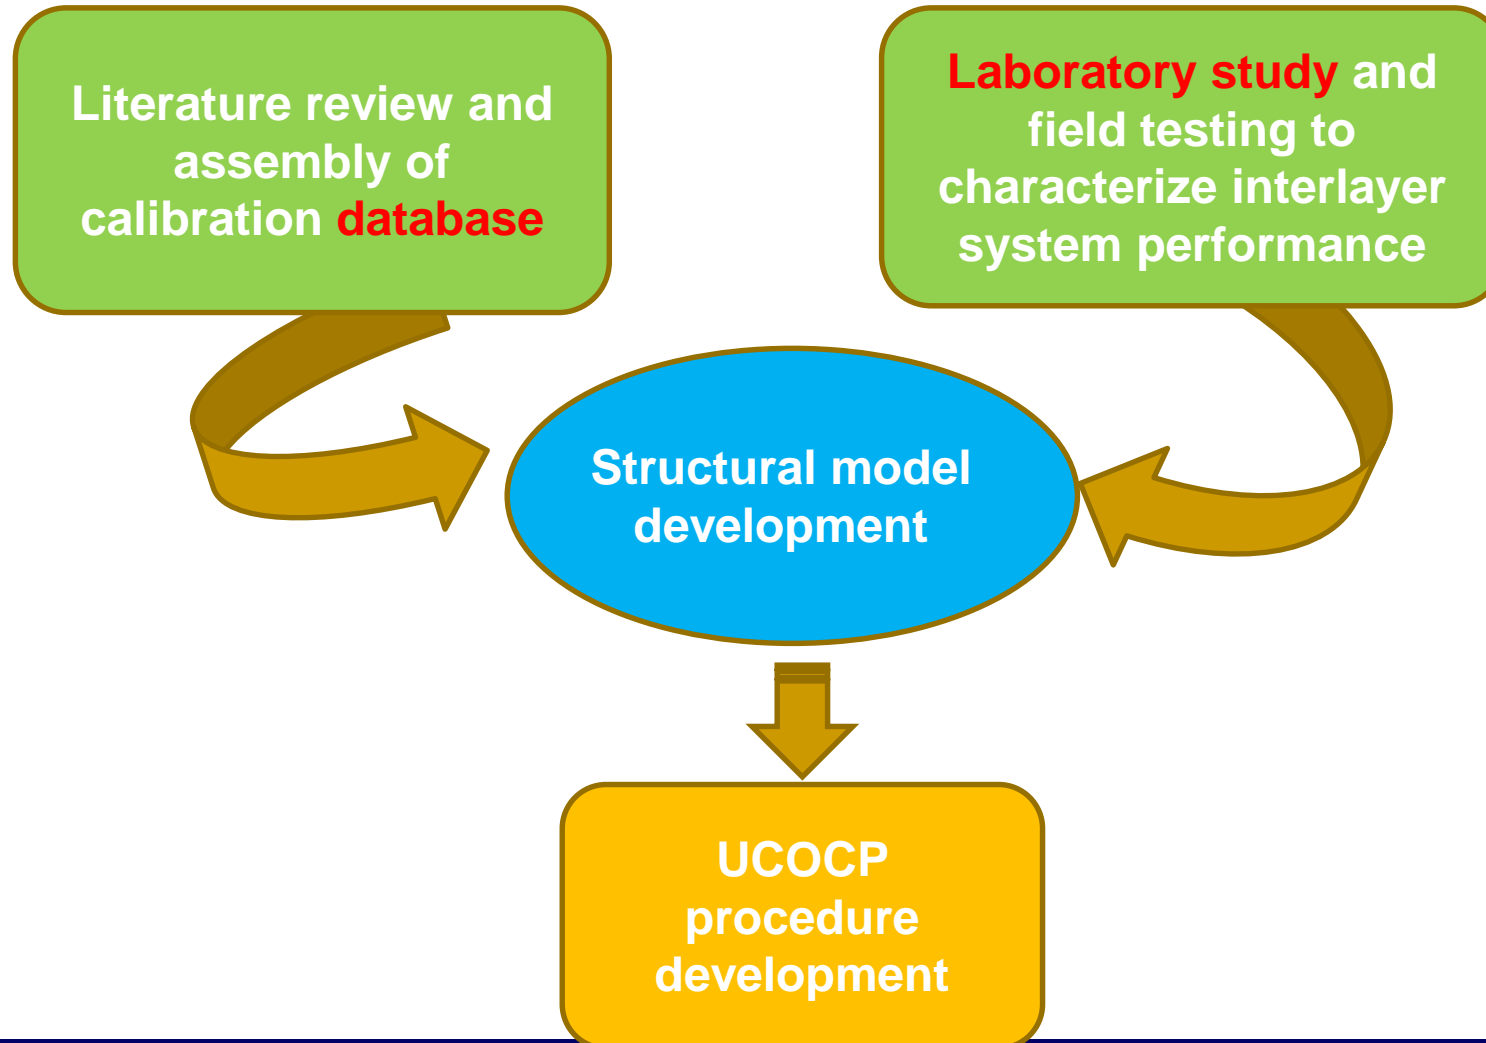 Literature review and
assembly of
calibration database
Laboratory study and
field testing to
characterize interlayer
system performance
Structural model
development
UCOCP
procedure
development